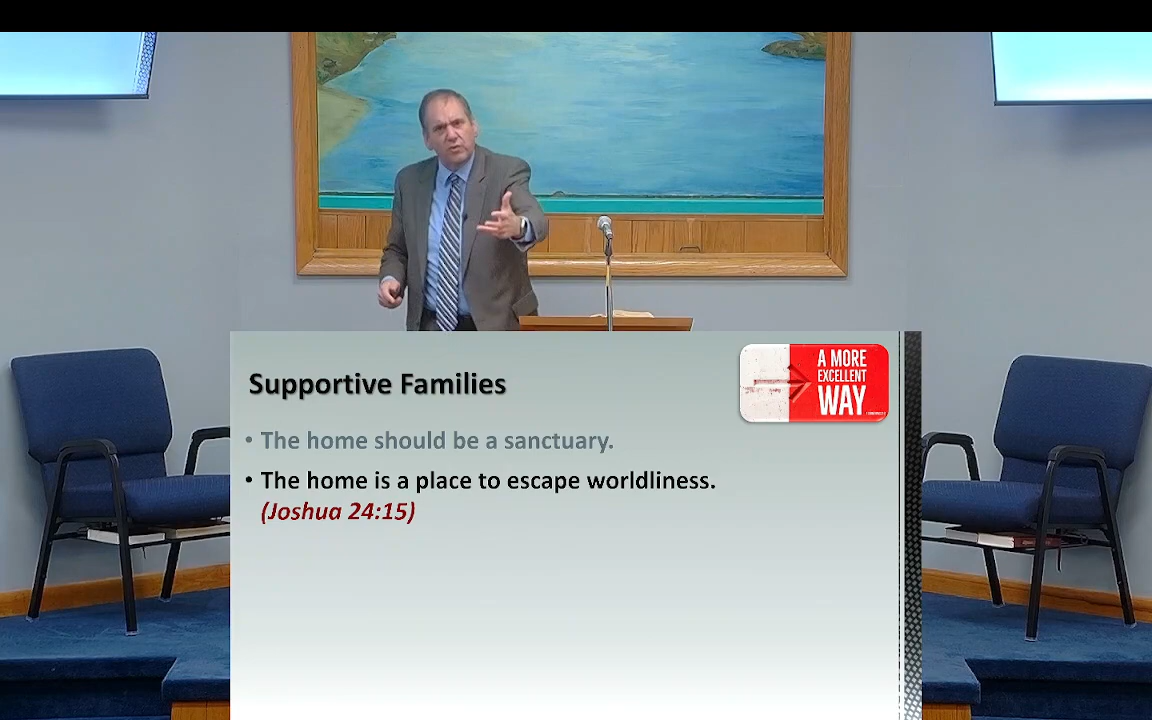 Supportive Families
A MORE
EXCELLENT
WAY
• The home should be a sanctuary.
• The home is a place to escape worldliness.
(Joshua 24:15)